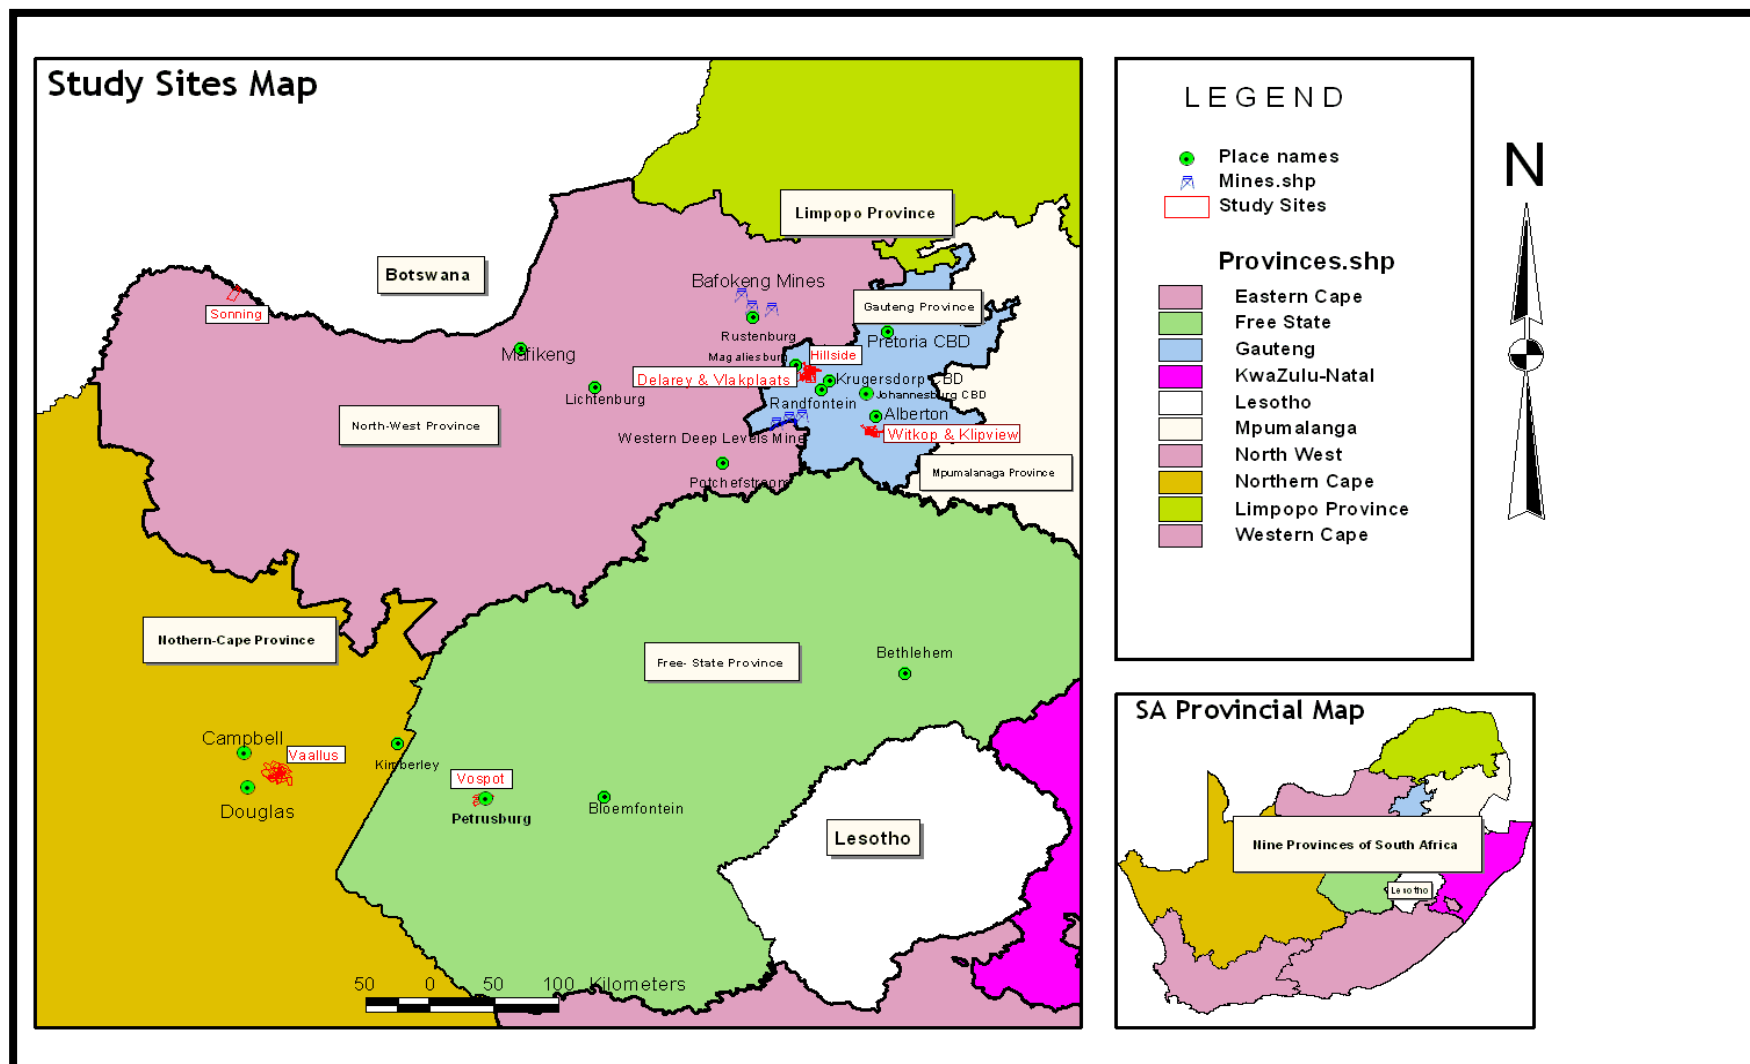 Study Sites Map
Limpopo Province
Botswana
Bafokeng Mines
Sonning
Gauteng Province
Rustenburg
Pretoria CBD
Mafikeng
Magaliesburg
Hillside
Delarey & Vlakplaats
Krugersdorp CBD
Lichtenburg
Randfontein
Johannesburg CBD
Alberton
North-West Province
Western Deep Levels Mine
Witkop & Klipview
Mpumalanaga Province
Potchefstroom
Nothern-Cape Province
Free- State Province
Bethlehem
Campbell
Vaallus
Kimberley
Vospot
Douglas
Petrusburg
Bloemfontein
Lesotho
50 0 50 100 Kilometers
LEGEND
Place names
Mines.shp
Study Sites
Provinces.shp
Eastern Cape
Free State
Gauteng
KwaZulu-Natal
Lesotho
Mpumalanga
North West
Northern Cape
Limpopo Province
Western Cape
N
SA Provincial Map
Nine Provinces of South Africa
Lesotho